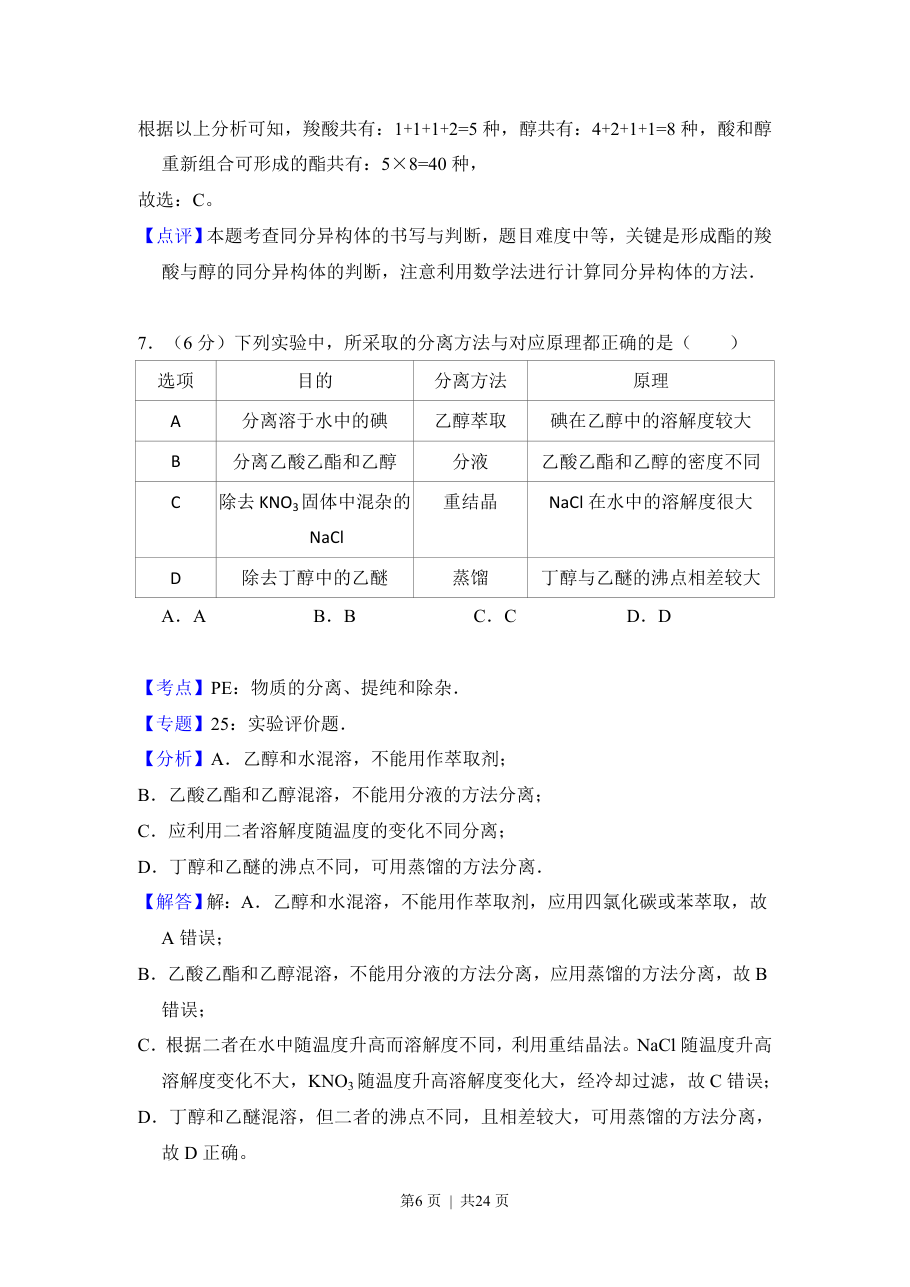 根据以上分析可知，羧酸共有：1+1+1+2=5 种，醇共有：4+2+1+1=8 种，酸和醇
重新组合可形成的酯共有：5×8=40 种，
故选：C。
【点评】本题考查同分异构体的书写与判断，题目难度中等，关键是形成酯的羧
酸与醇的同分异构体的判断，注意利用数学法进行计算同分异构体的方法．
7．（6 分）下列实验中，所采取的分离方法与对应原理都正确的是（　　）
选项 目的 分离方法 原理
A 分离溶于水中的碘 乙醇萃取 碘在乙醇中的溶解度较大
B 分离乙酸乙酯和乙醇 分液 乙酸乙酯和乙醇的密度不同
C 除去 KNO₃固体中混杂的 重结晶 NaCl 在水中的溶解度很大
NaCl
D 除去丁醇中的乙醚 蒸馏 丁醇与乙醚的沸点相差较大
A．A B．B C．C D．D
【考点】PE：物质的分离、提纯和除杂．
【专题】25：实验评价题．
【分析】A．乙醇和水混溶，不能用作萃取剂；
B．乙酸乙酯和乙醇混溶，不能用分液的方法分离；
C．应利用二者溶解度随温度的变化不同分离；
D．丁醇和乙醚的沸点不同，可用蒸馏的方法分离．
【解答】解：A．乙醇和水混溶，不能用作萃取剂，应用四氯化碳或苯萃取，故
A 错误；
B．乙酸乙酯和乙醇混溶，不能用分液的方法分离，应用蒸馏的方法分离，故 B
错误；
C．根据二者在水中随温度升高而溶解度不同，利用重结晶法。NaCl 随温度升高
溶解度变化不大，KNO₃随温度升高溶解度变化大，经冷却过滤，故 C 错误；
D．丁醇和乙醚混溶，但二者的沸点不同，且相差较大，可用蒸馏的方法分离，
故 D 正确。
第6 页 | 共24 页